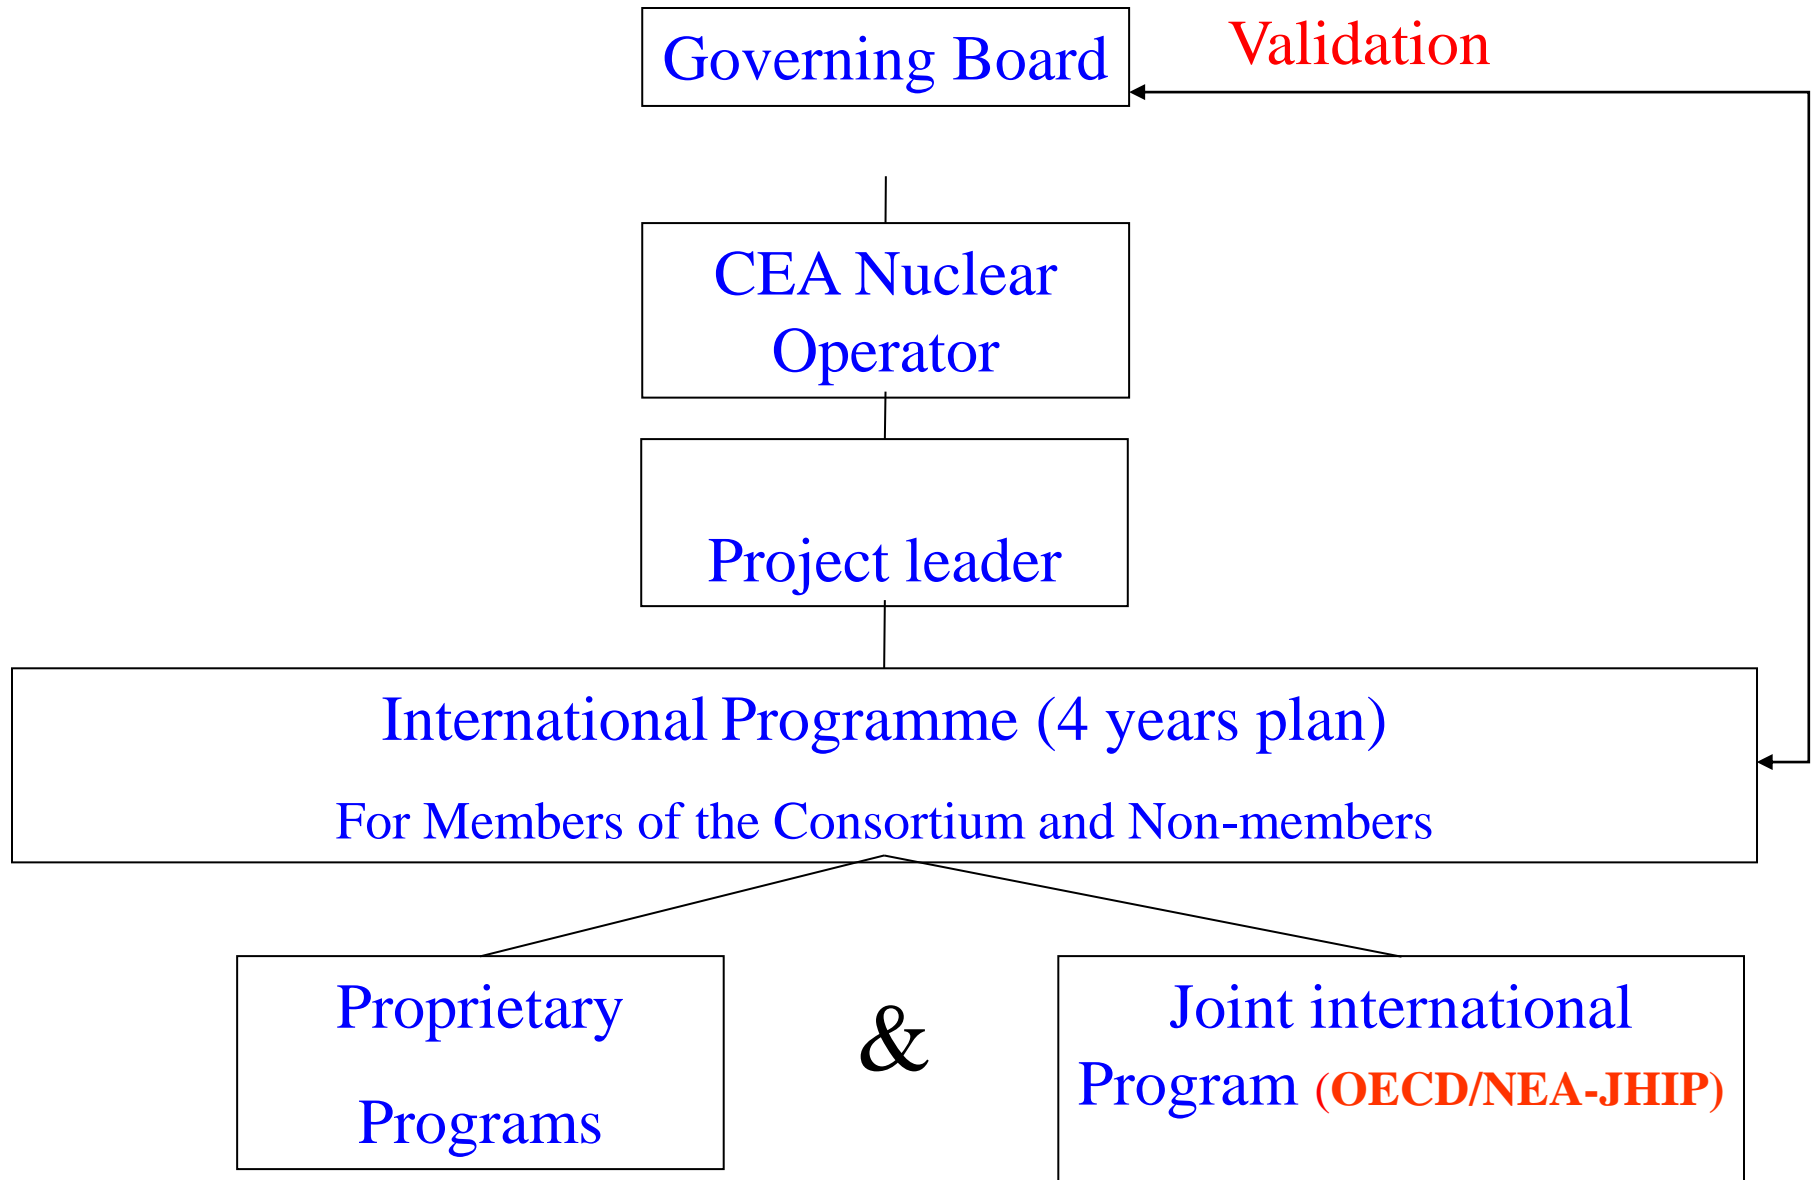 Governing Board
Validation
CEA Nuclear
Operator
Project leader
International Programme (4 years plan)
For Members of the Consortium and Non-members
Proprietary
Programs
&
Joint international
Program (OECD/NEA-JHIP)